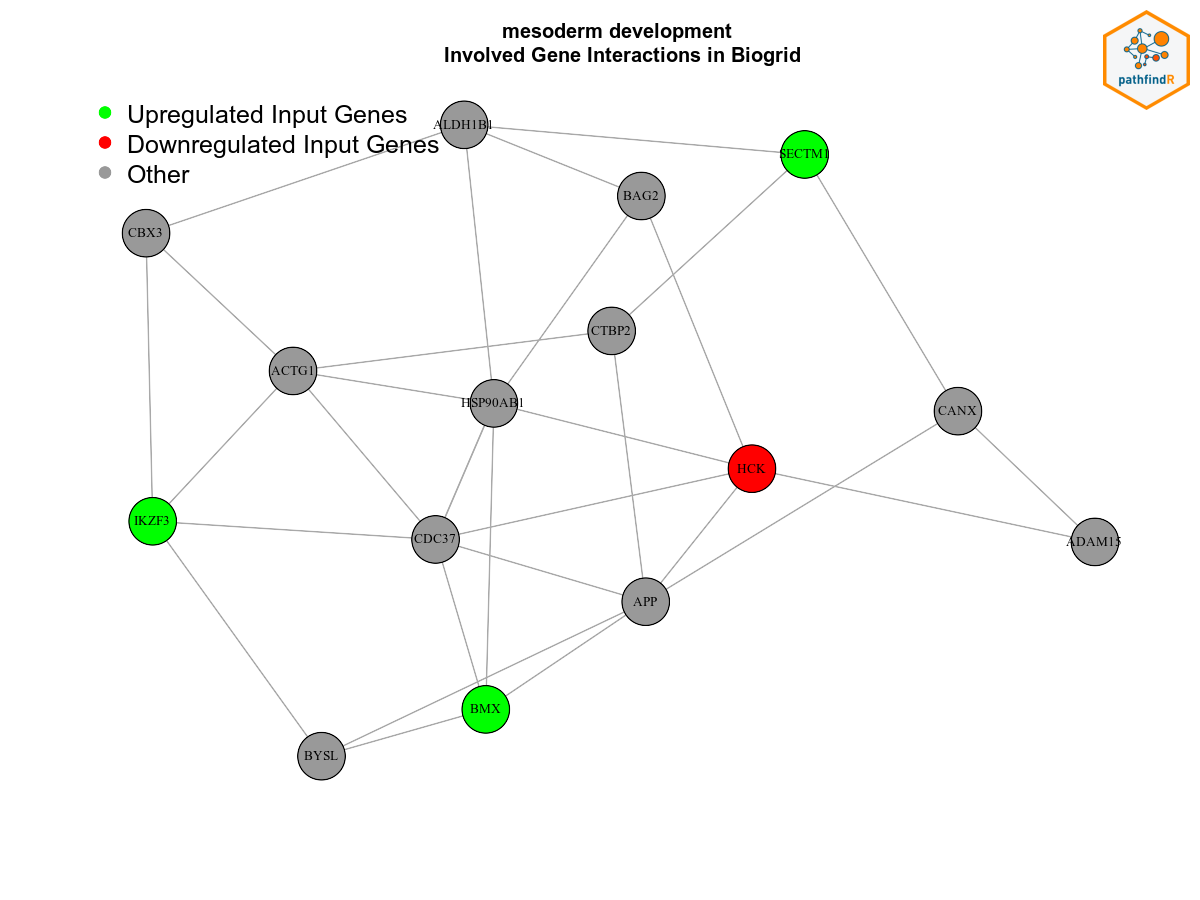 mesoderm development
Involved Gene Interactions in Biogrid
pathfindR
Upregulated Input Genes
Downregulated Input Genes
Other
ALDH1B1
SECTM1
BAG2
CBX3
CTBP2
ACTG1
HSP90AB1
CANX
HCK
IKZF3
CDC37
ADAM15
APP
BMX
BYSL